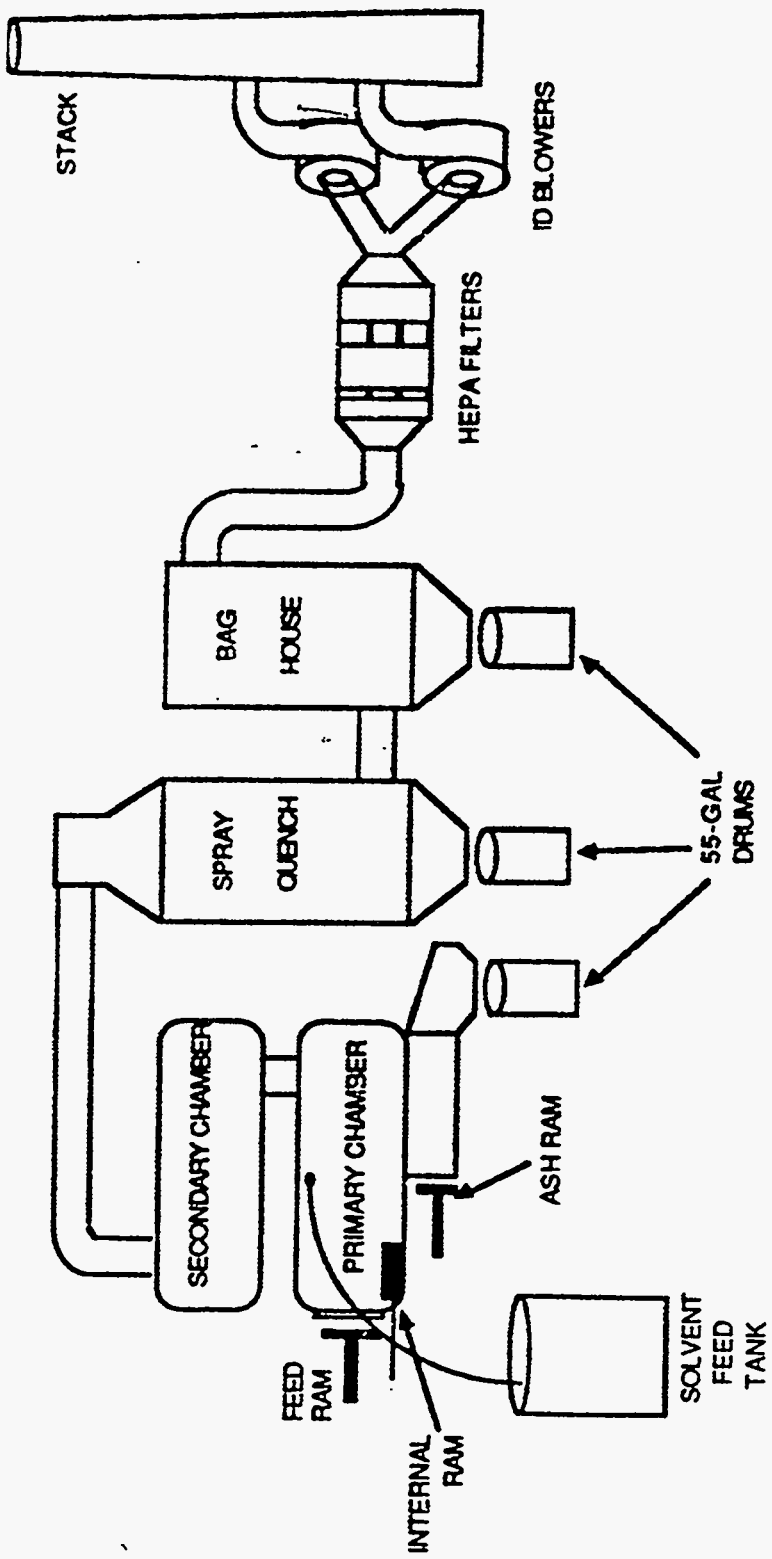 STACK
ID BLOWERS
HEPA FILTERS
BAG
HOUSE
SPRAY
QUENCH
55-GAL
DRUMS
SECONDARY CHAMBER
PRIMARY CHAMBER
ASH RAM
FEED
RAM
INTERNAL
RAM
SOLVENT
FEED
TANK